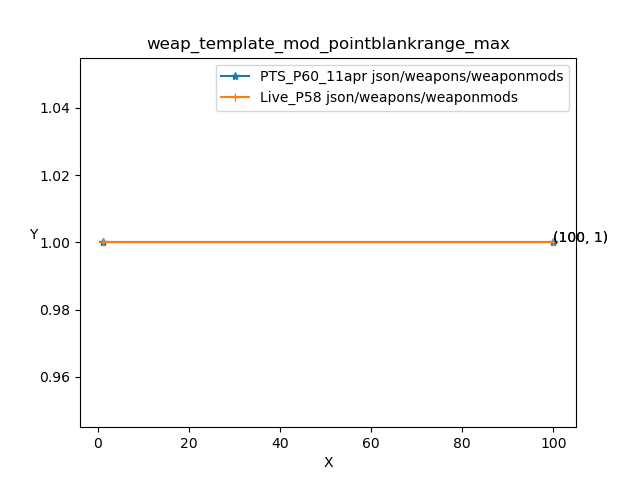 weap_template_mod_pointblankrange_max
PTS_P60_11apr json/weapons/weaponmods
Live_P58 json/weapons/weaponmods
1.04
1.02
1.00
0.98
0.96
Y
(100, 1)
0 20 40 60 80 100
X